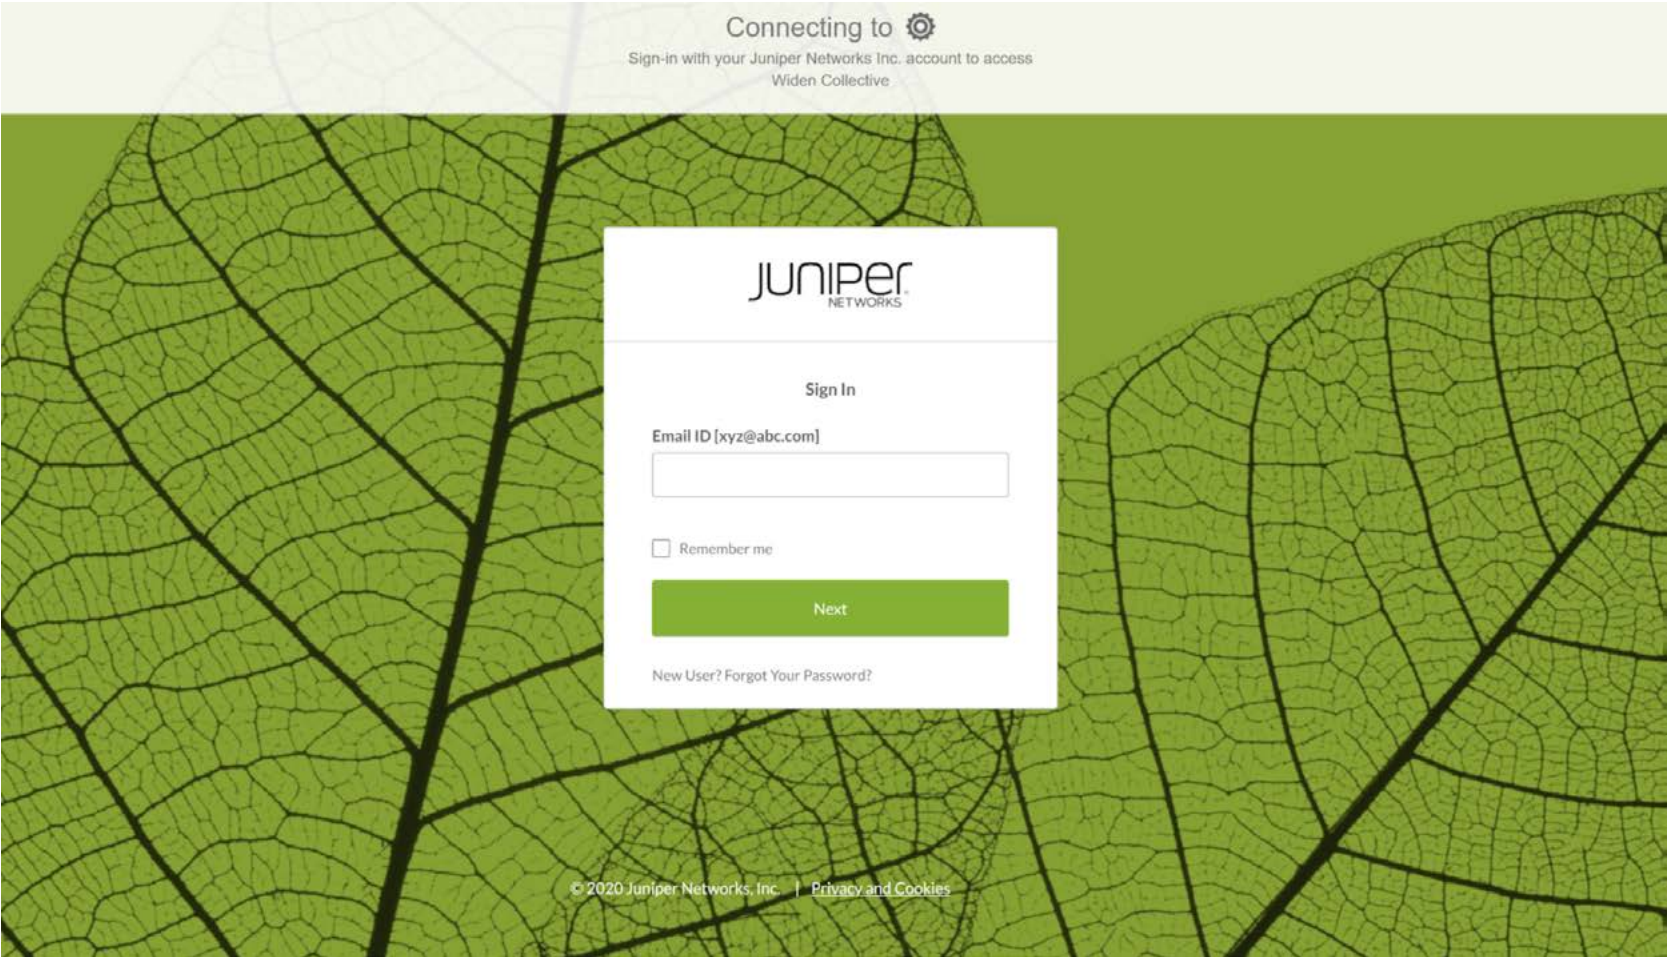 Connecting to
Sign-in with your Juniper Networks Inc. account to access
Widen Collective
JUNIPER
NETWORKS
Sign In
Email ID [xyz@abc.com]
Remember me
Next
New User? Forgot Your Password?
© 2020 Juniper Networks, Inc. | Privacy and Cookies